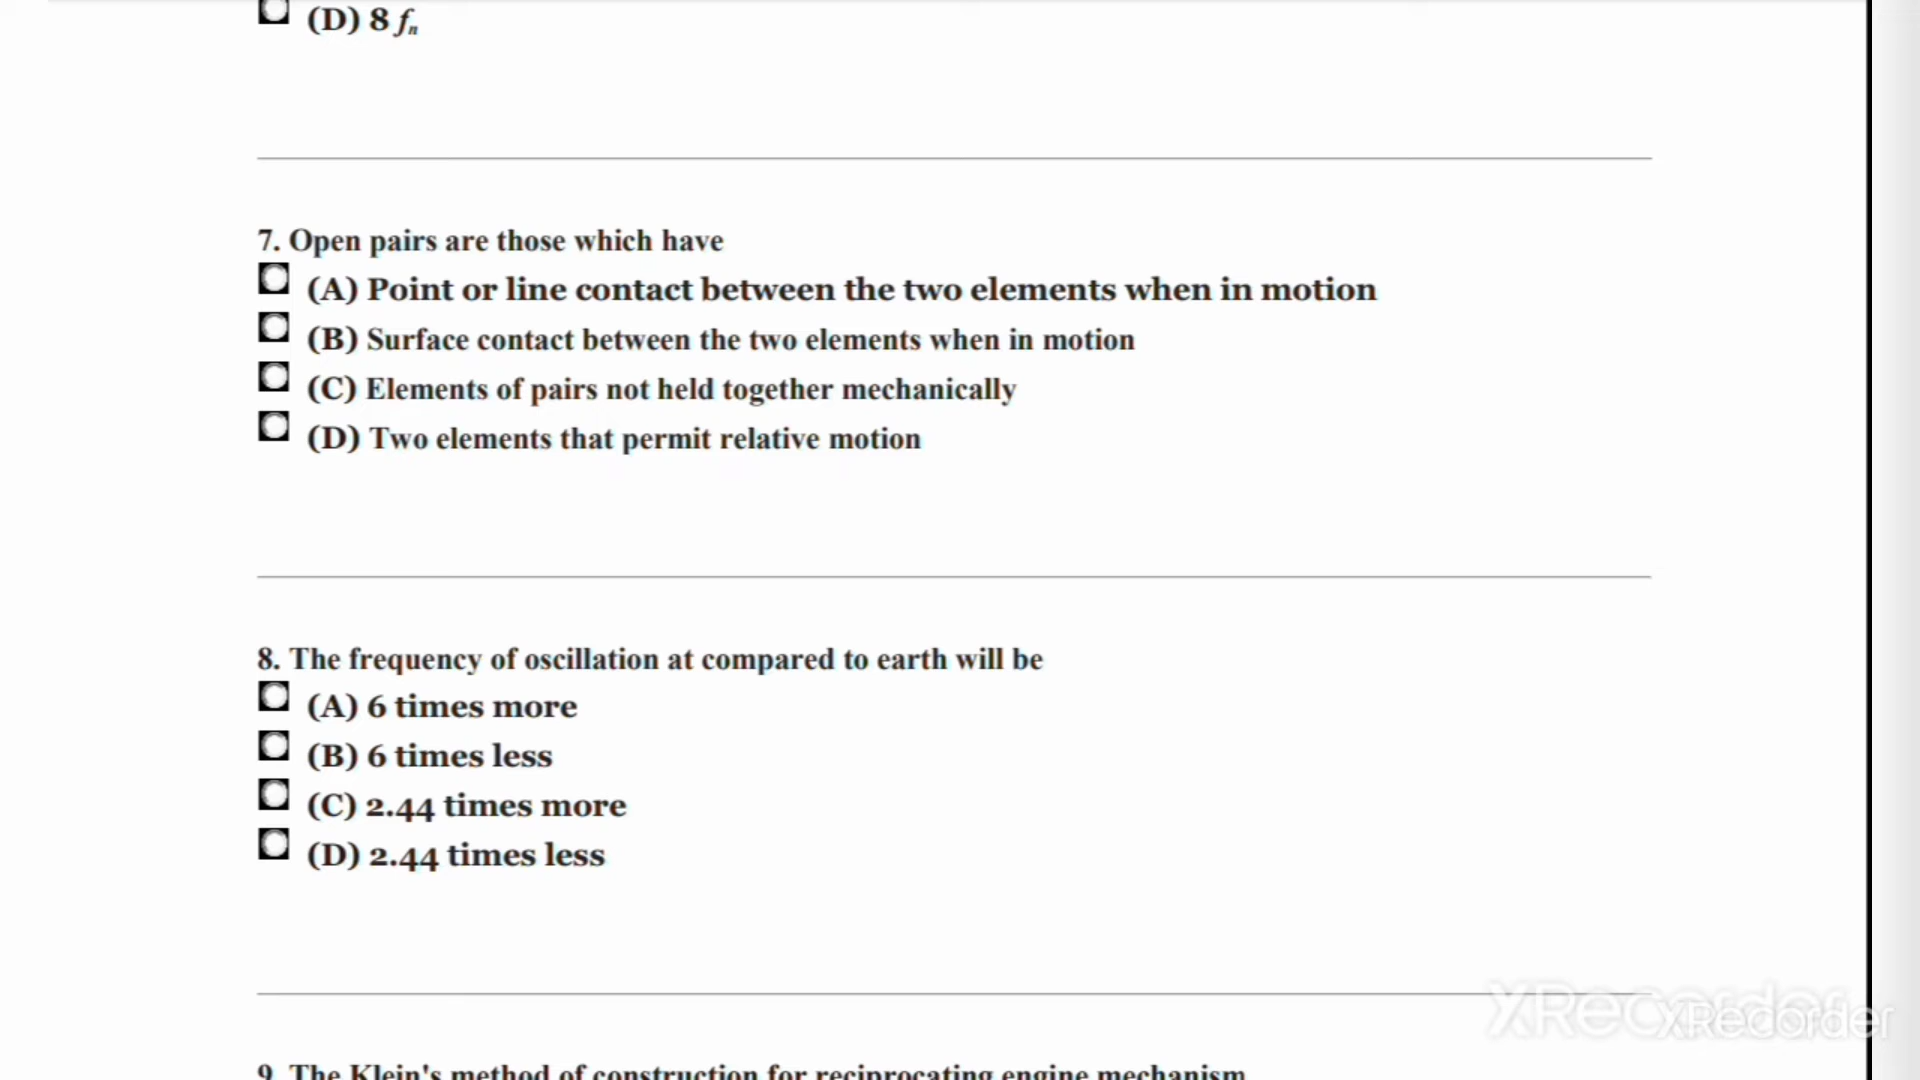 (D) 8 fn
7. Open pairs are those which have
(A) Point or line contact between the two elements when in motion
(B) Surface contact between the two elements when in motion
(C) Elements of pairs not held together mechanically
(D) Two elements that permit relative motion
8. The frequency of oscillation at compared to earth will be
(A) 6 times more
(B) 6 times less
(C) 2.44 times more
(D) 2.44 times less
XRecorder
XRecorder
9. The Klein's method of construction for reciprocating engine mechanism